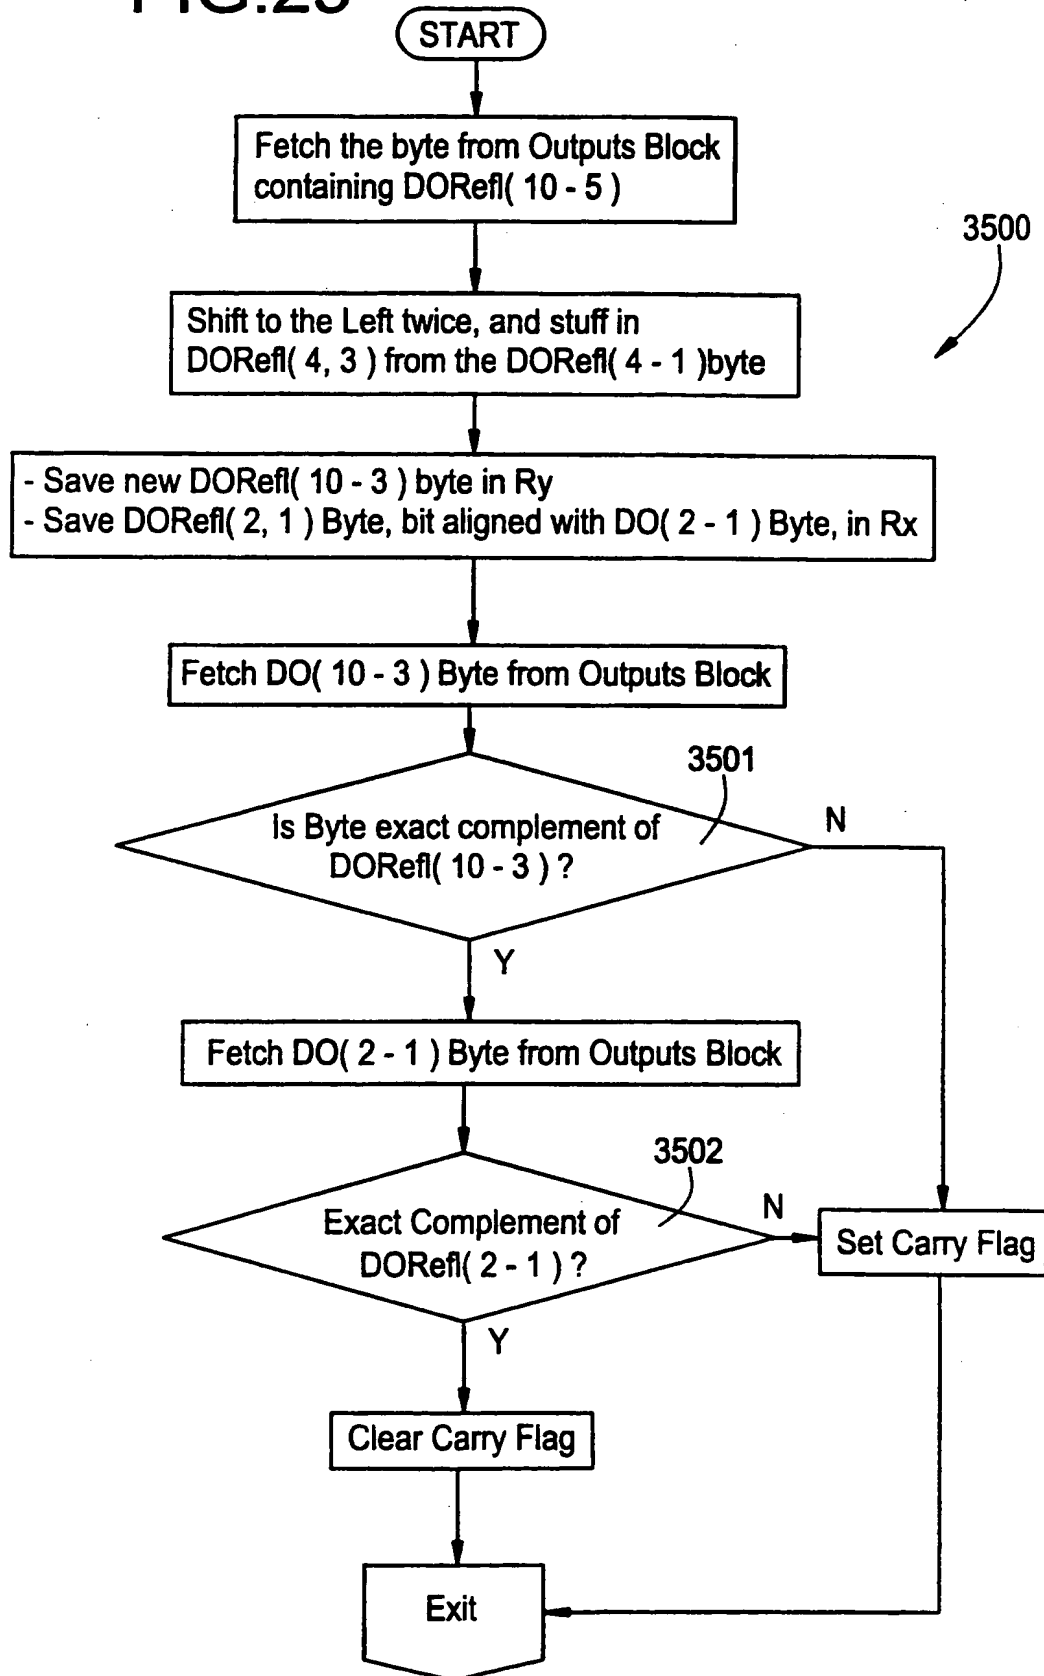 FIG.23
START
Fetch the byte from Outputs Block
containing DORefl( 10 - 5 )
3500
Shift to the Left twice, and stuff in
DORefl( 4, 3 ) from the DORefl( 4 - 1 )byte
- Save new DORefl( 10 - 3 ) byte in Ry
- Save DORefl( 2, 1 ) Byte, bit aligned with DO( 2 - 1 ) Byte, in Rx
Fetch DO( 10 - 3 ) Byte from Outputs Block
3501
Is Byte exact complement of
DORefl( 10 - 3 ) ?
N
Y
Fetch DO( 2 - 1 ) Byte from Outputs Block
3502
Exact Complement of
DORefl( 2 - 1 ) ?
N
Set Carry Flag
Y
Clear Carry Flag
Exit